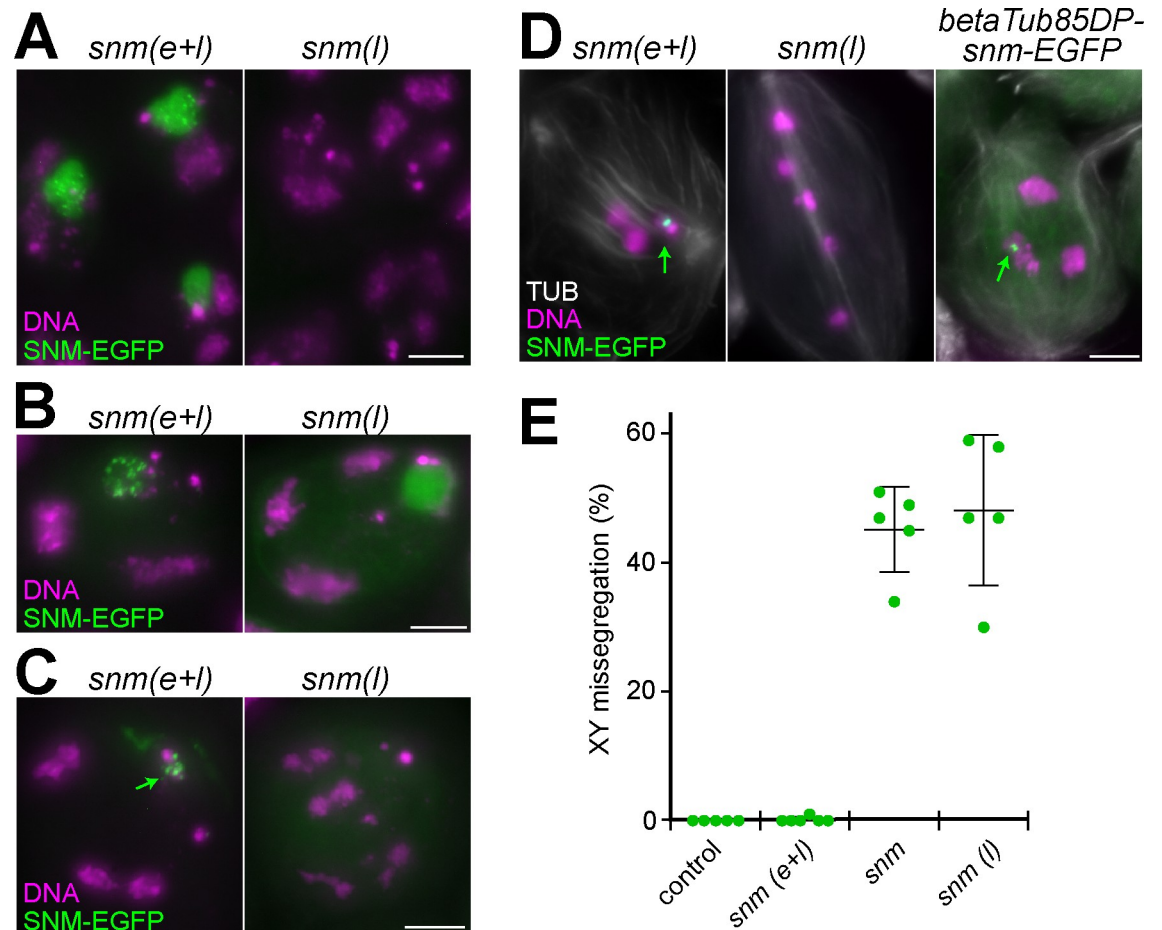 A
snm(e+l)
snm(l)
DNA
SNM-EGFP
B
snm(e+l)
snm(l)
DNA
SNM-EGFP
C
snm(e+l)
snm(l)
DNA
SNM-EGFP
D
snm(e+l)
snm(l)
betaTub85DP-
snm-EGFP
TUB
DNA
SNM-EGFP
E
XY missegregation (%)
60
40
20
0
control
snm (e+l)
snm
snm (l)